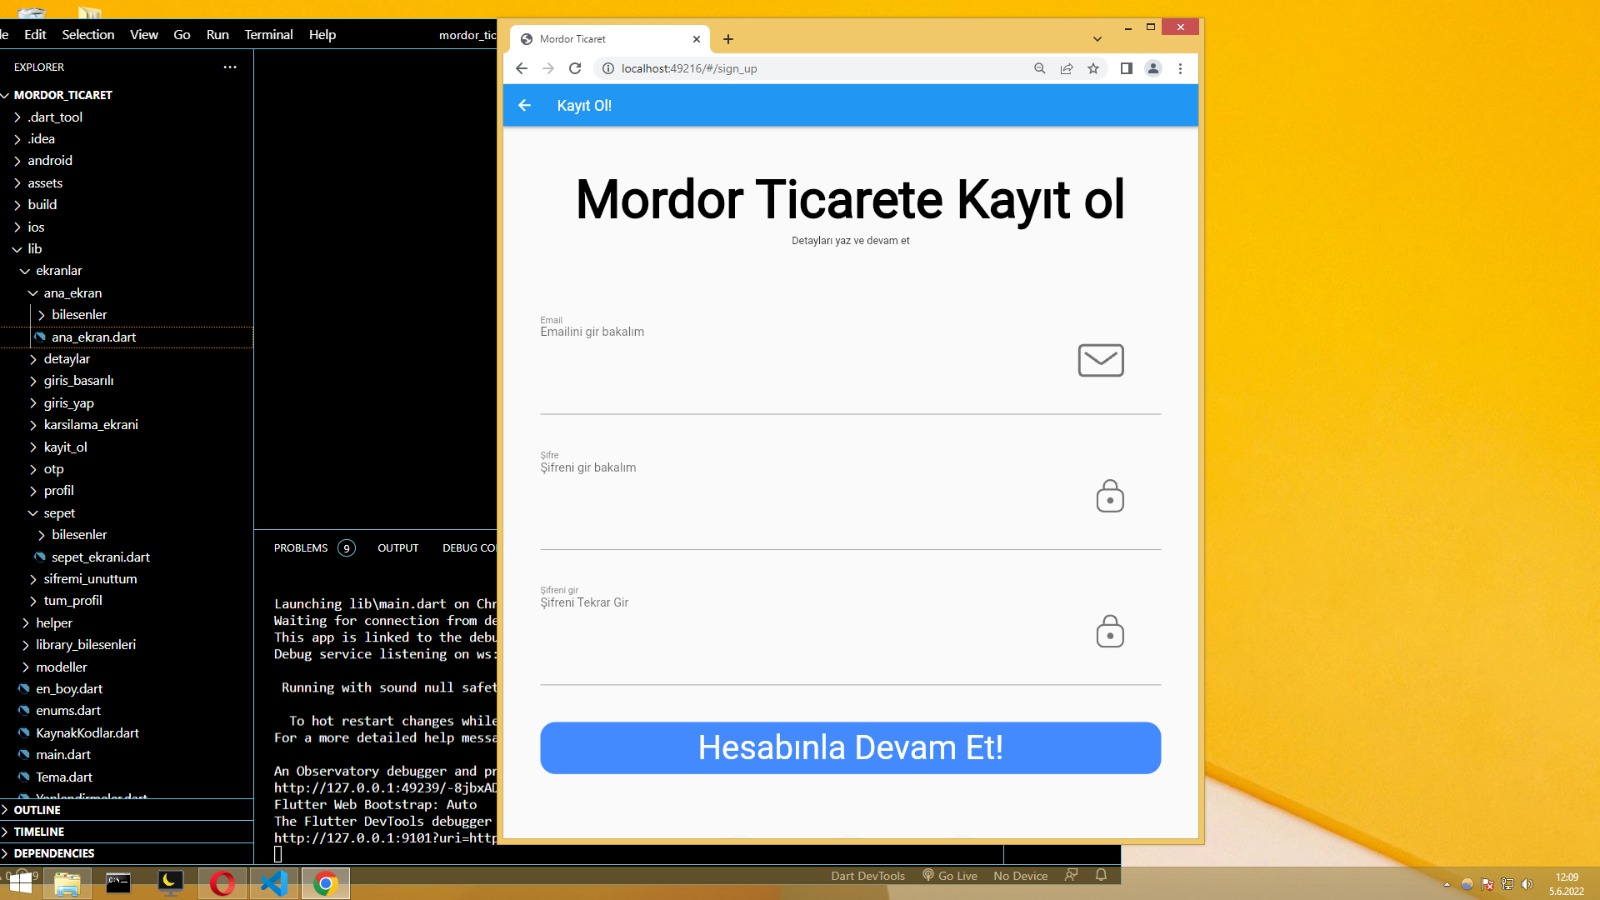 Edit Selection View Go Run Terminal Help
mordor_tic
EXPLORER
MORDOR_TICARET
.dart_tool
.idea
android
assets
build
ios
lib
ekranlar
ana_ekran
bilesenler
ana_ekran.dart
detaylar
giris_basarılı
giris_yap
karsilama_ekrani
kayit_ol
otp
profil
sepet
bilesenler
sepet_ekrani.dart
sifremi_unuttum
tum_profil
helper
library_bilesenleri
modeller
en_boy.dart
enums.dart
KaynakKodlar.dart
main.dart
Tema.dart
OUTLINE
TIMELINE
DEPENDENCIES
PROBLEMS 9 OUTPUT DEBUG CO
Launching lib\main.dart on Chr
Waiting for connection from de
This app is linked to the debu
Debug service listening on ws:
Running with sound null safet
To hot restart changes while
For a more detailed help messa
An Observatory debugger and pr
http://127.0.0.1:49239/-8jbxAD
Flutter Web Bootstrap: Auto
The Flutter DevTools debugger
http://127.0.0.1:9101?uri=http
Mordor Ticaret
localhost:49216/#/sign_up
Kayıt Ol!
Mordor Ticarete Kayıt ol
Detayları yaz ve devam et
Email
Emailini gir bakalım
Şifre
Şifreni gir bakalım
Şifreni gir
Şifreni Tekrar Gir
Hesabınla Devam Et!
Dart DevTools Go Live No Device
12:09
5.6.2022